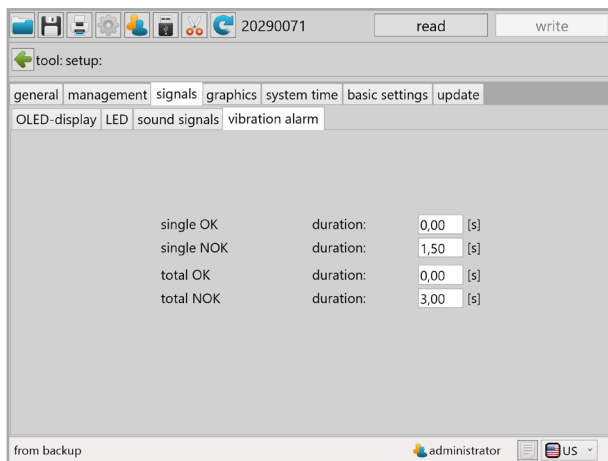 20290071 read write
tool: setup:
general management signals graphics system time basic settings update
OLED-display LED sound signals vibration alarm
single OK duration: 0,00 [s]
single NOK duration: 1,50 [s]
total OK duration: 0,00 [s]
total NOK duration: 3,00 [s]
from backup administrator US